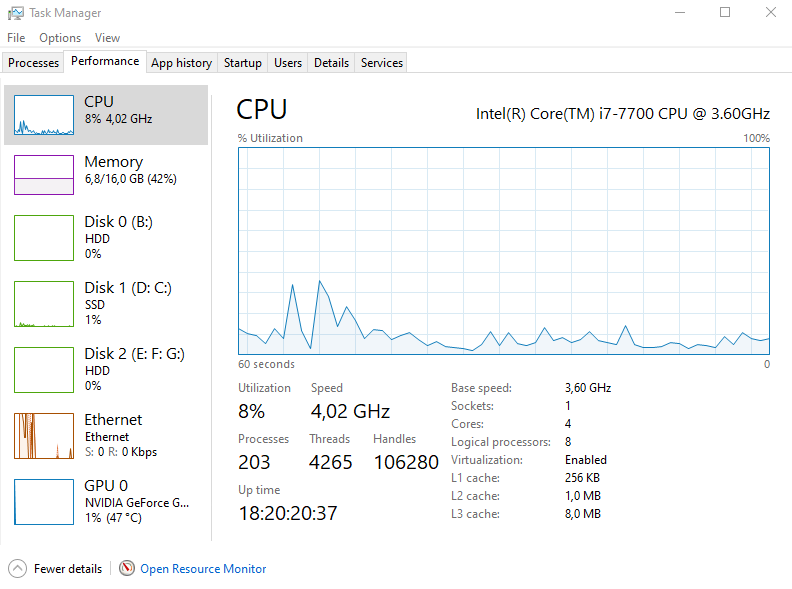 Task Manager
File Options View
Processes Performance App history Startup Users Details Services
CPU
8% 4,02 GHz
Memory
6,8/16,0 GB (42%)
Disk 0 (B:)
HDD
0%
Disk 1 (D: C:)
SSD
1%
Disk 2 (E: F: G:)
HDD
0%
Ethernet
Ethernet
S: 0 R: 0 Kbps
GPU 0
NVIDIA GeForce G...
1% (47 °C)
CPU Intel(R) Core(TM) i7-7700 CPU @ 3.60GHz
% Utilization 100%
60 seconds 0
Utilization Speed
8% 4,02 GHz
Processes Threads Handles
203 4265 106280
Up time
18:20:20:37
Base speed: 3,60 GHz
Sockets: 1
Cores: 4
Logical processors: 8
Virtualization: Enabled
L1 cache: 256 KB
L2 cache: 1,0 MB
L3 cache: 8,0 MB
Fewer details Open Resource Monitor